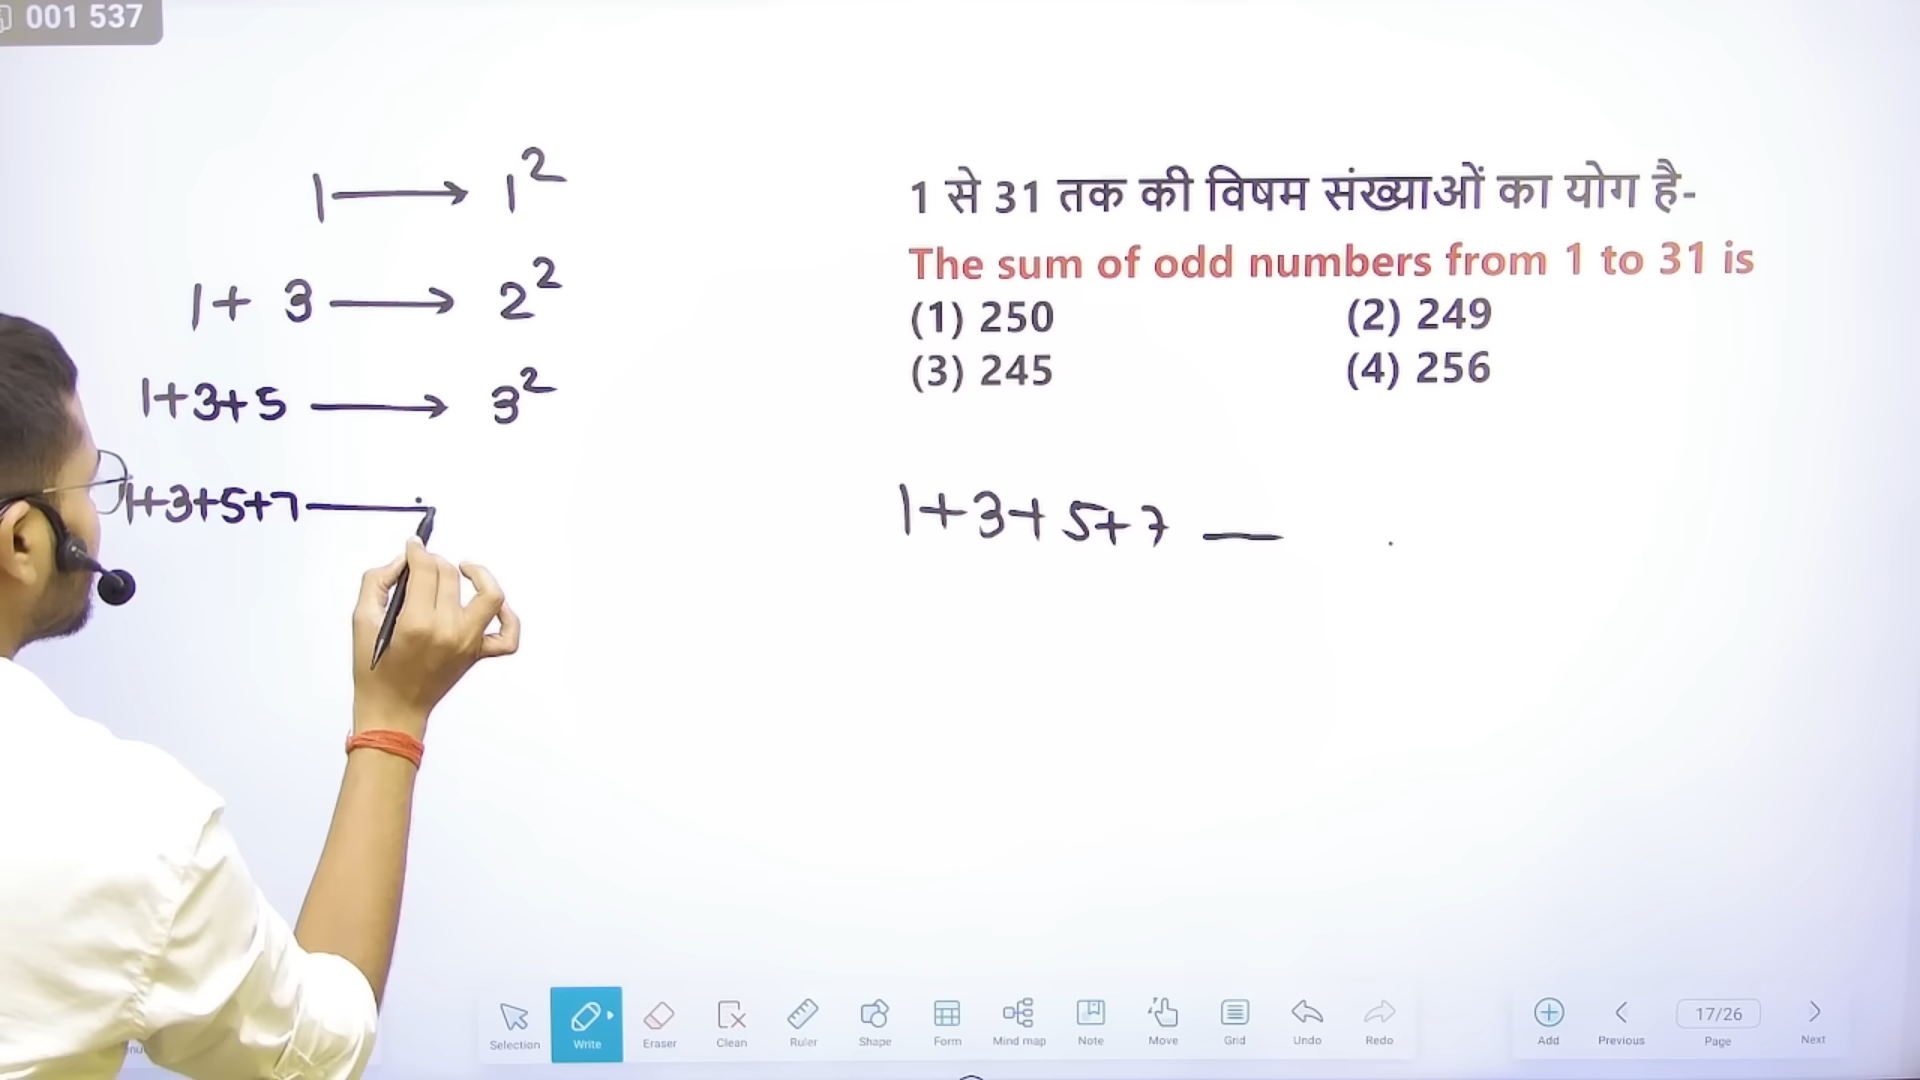 001 537
1 → 1²
1 + 3 → 2²
1+3+5 → 3²
1+3+5+7 —
1 से 31 तक की विषम संख्याओं का योग है-
The sum of odd numbers from 1 to 31 is
(1) 250 (2) 249
(3) 245 (4) 256
1+3+5+7 —
Selection Write Eraser Clean Ruler Shape Form Mind map Note Move Grid Undo Redo Add Previous 17/26 Page Next